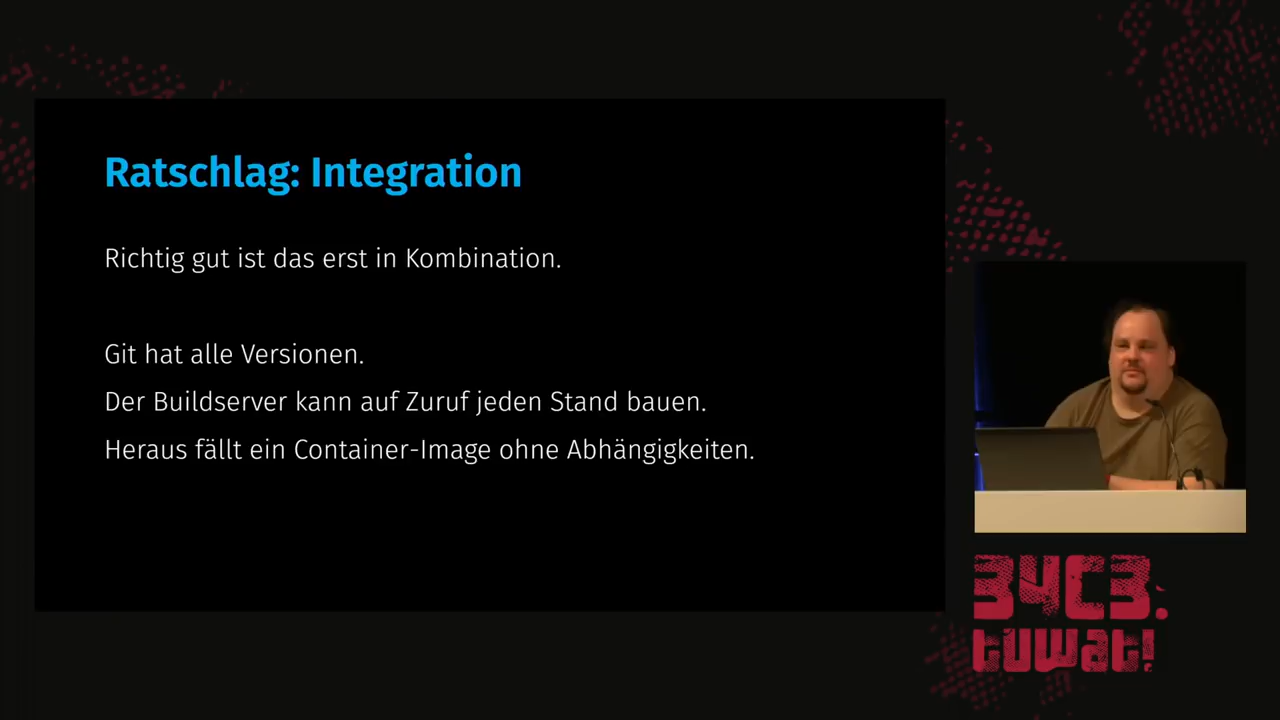 Ratschlag: Integration
Richtig gut ist das erst in Kombination.
Git hat alle Versionen.
Der Buildserver kann auf Zuruf jeden Stand bauen.
Heraus fällt ein Container-Image ohne Abhängigkeiten.
34C3.
tuwat!